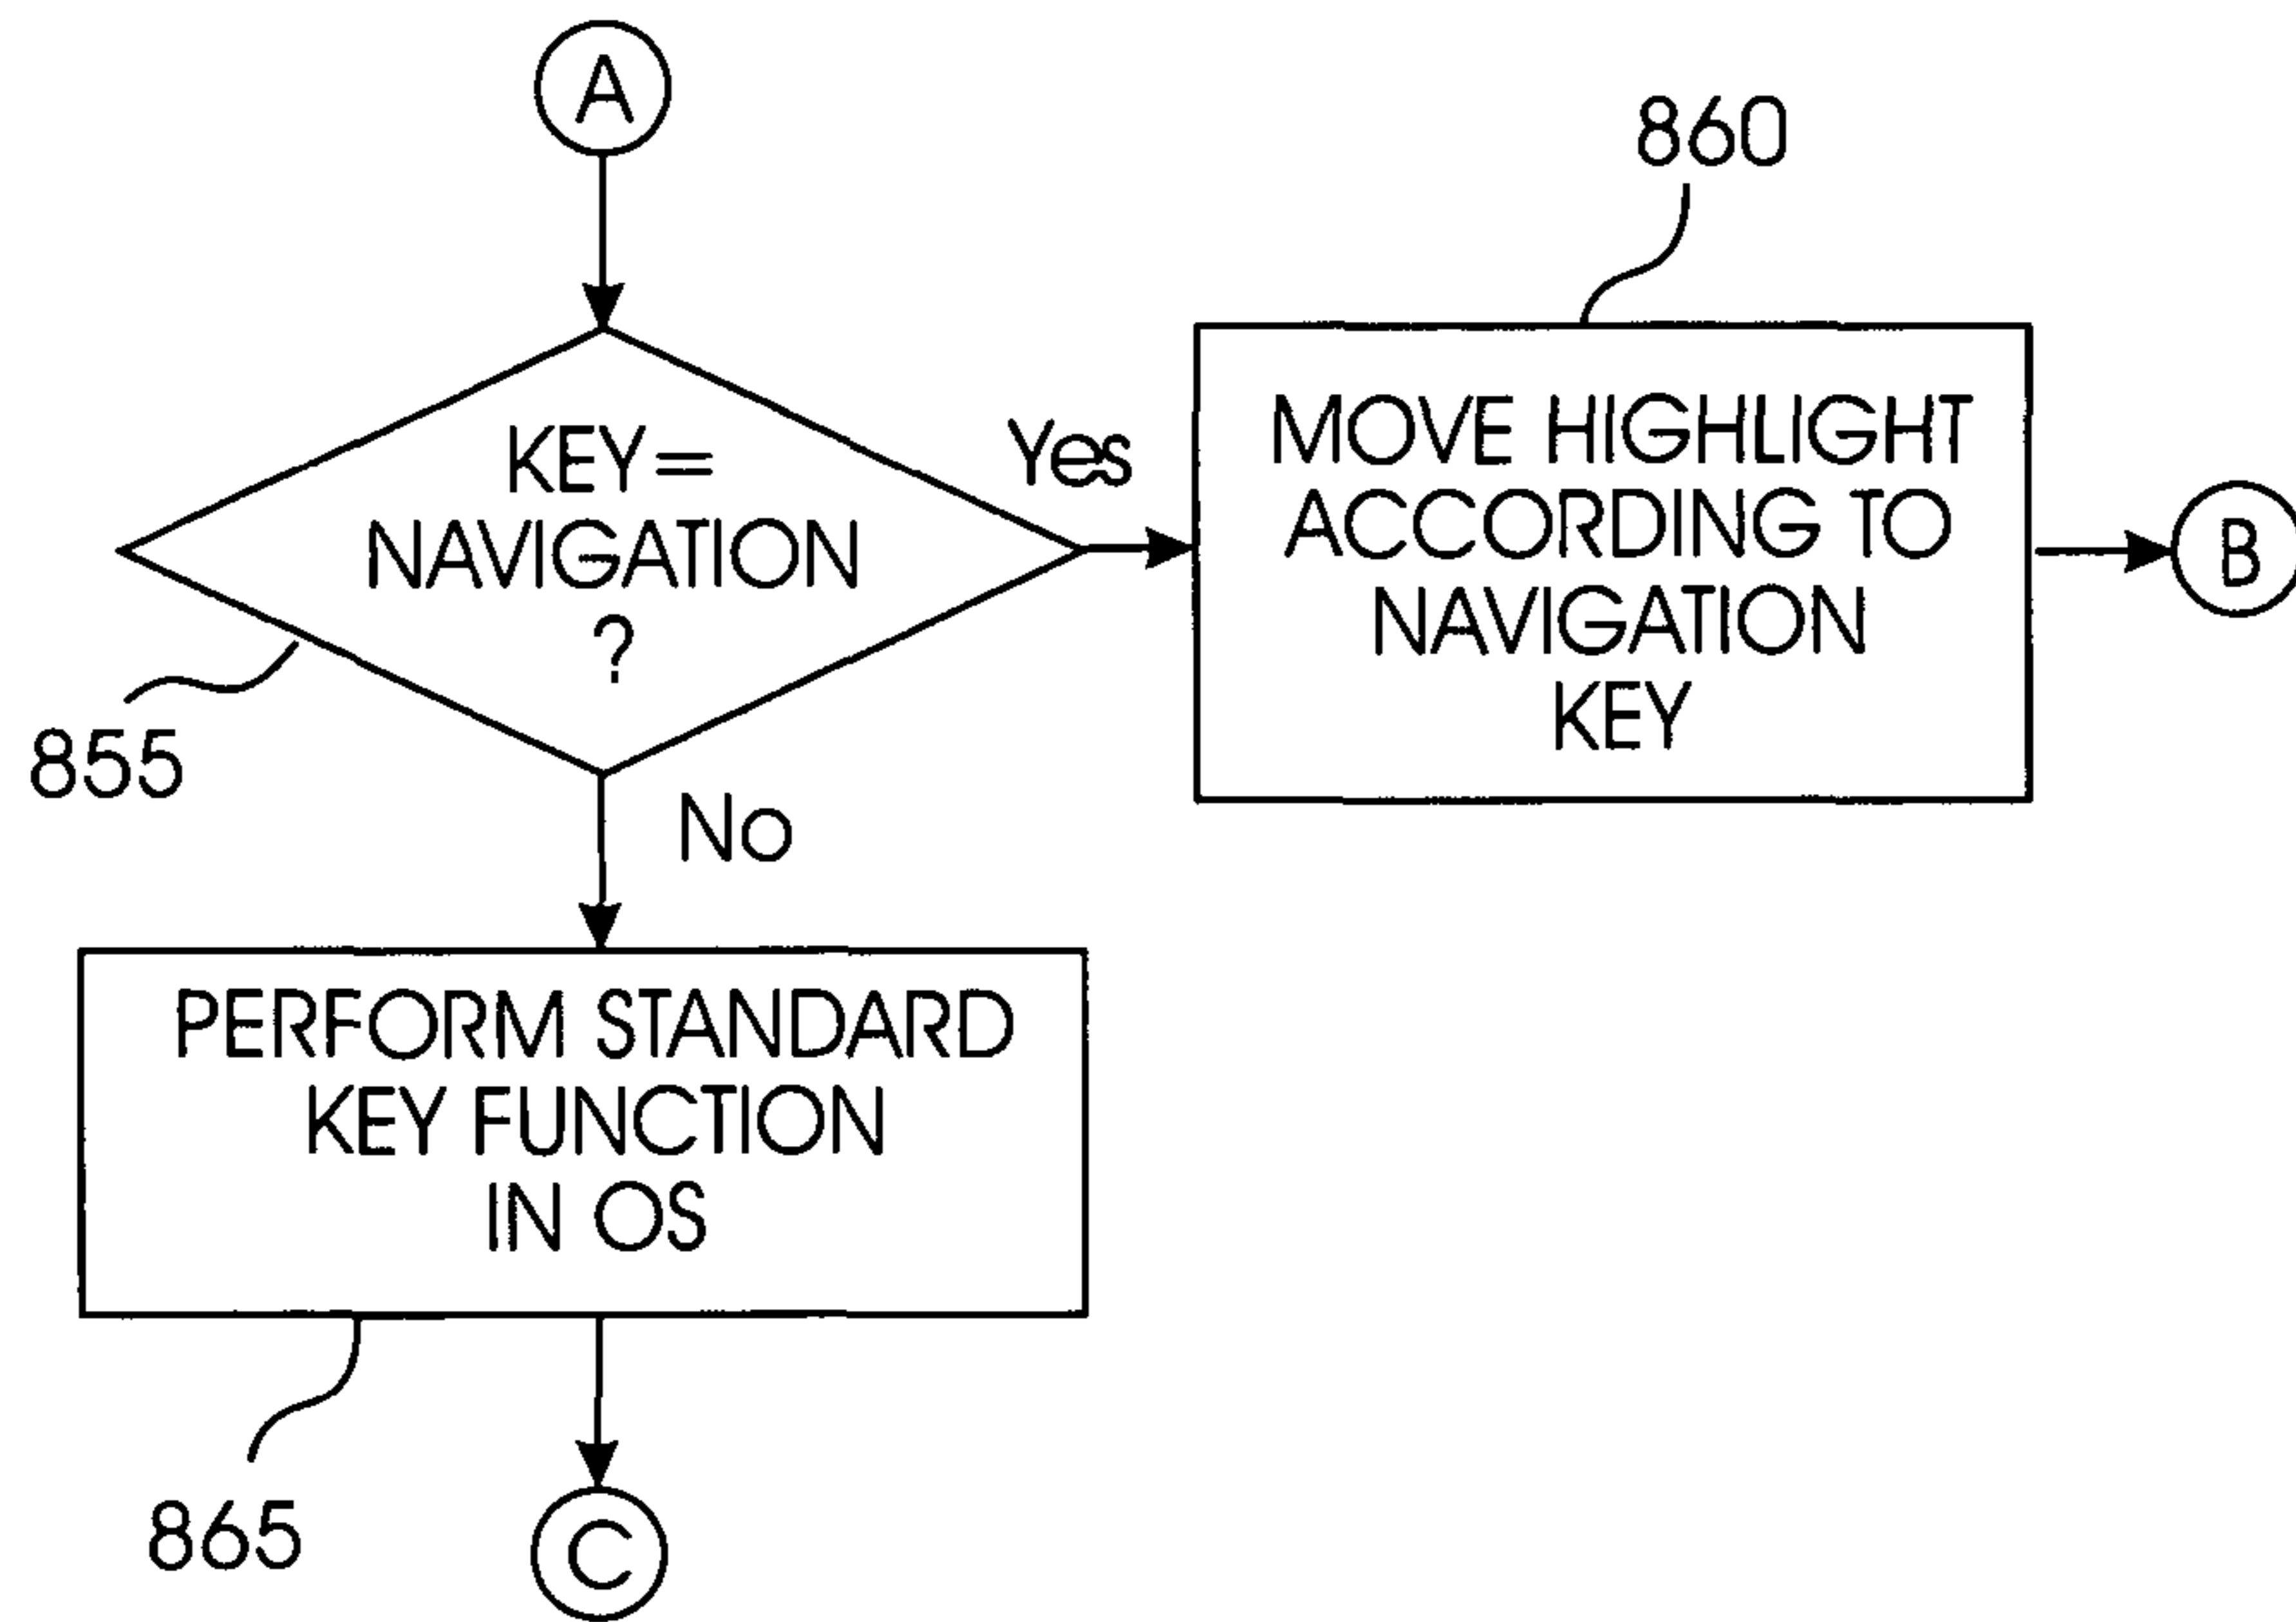 A
860
KEY=
NAVIGATION
?
Yes
MOVE HIGHLIGHT
ACCORDING TO
NAVIGATION
KEY
B
855
No
PERFORM STANDARD
KEY FUNCTION
IN OS
865
C